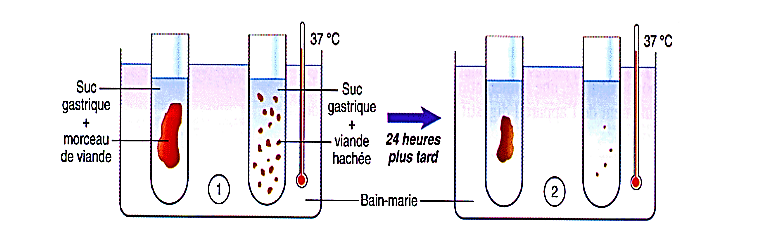 37 °C
Suc
gastrique
+
morceau
de viande
Suc
gastrique
+
viande
hachée
1
24 heures
plus tard
37 °C
2
Bain-marie